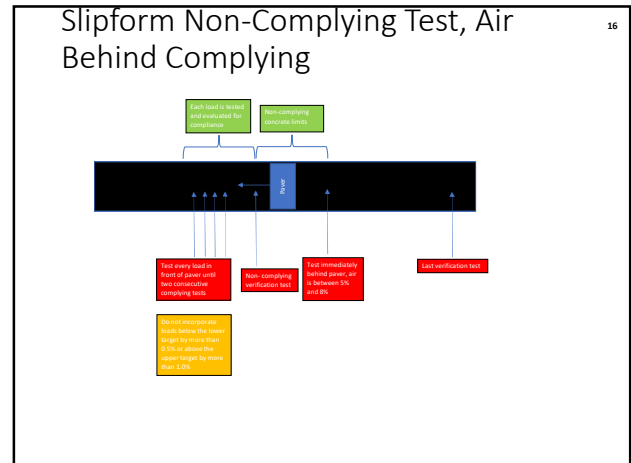 Slipform Non-Complying Test, Air
Behind Complying
16
Each load is tested
and evaluated for
compliance
Non-complying
concrete limits
Paver
Test every load in
front of paver until
two consecutive
complying tests
Non- complying
verification test
Test immediately
behind paver, air
is between 5%
and 8%
Last verification test
Do not incorporate
loads below the lower
target by more than
0.5% or above the
upper target by more
than 1.0%